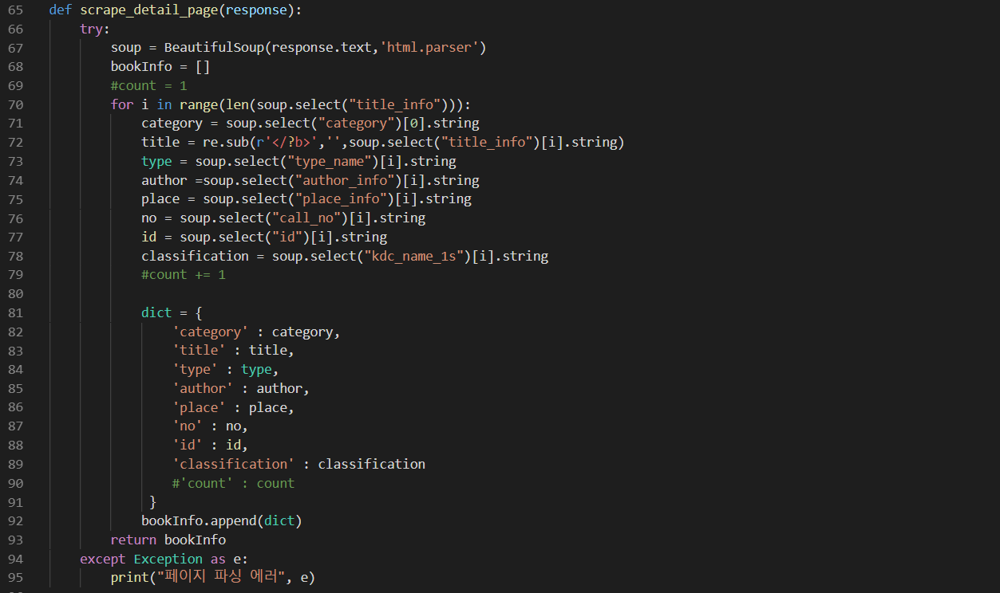 65 def scrape_detail_page(response):
66     try:
67         soup = BeautifulSoup(response.text,'html.parser')
68         bookInfo = []
69         #count = 1
70         for i in range(len(soup.select("title_info"))):
71             category = soup.select("category")[0].string
72             title = re.sub(r'</?b>','',soup.select("title_info")[i].string)
73             type = soup.select("type_name")[i].string
74             author =soup.select("author_info")[i].string
75             place = soup.select("place_info")[i].string
76             no = soup.select("call_no")[i].string
77             id = soup.select("id")[i].string
78             classification = soup.select("kdc_name_1s")[i].string
79             #count += 1
80
81             dict = {
82                 'category' : category,
83                 'title' : title,
84                 'type' : type,
85                 'author' : author,
86                 'place' : place,
87                 'no' : no,
88                 'id' : id,
89                 'classification' : classification
90                 #'count' : count
91              }
92             bookInfo.append(dict)
93         return bookInfo
94     except Exception as e:
95         print("페이지 파싱 에러", e)